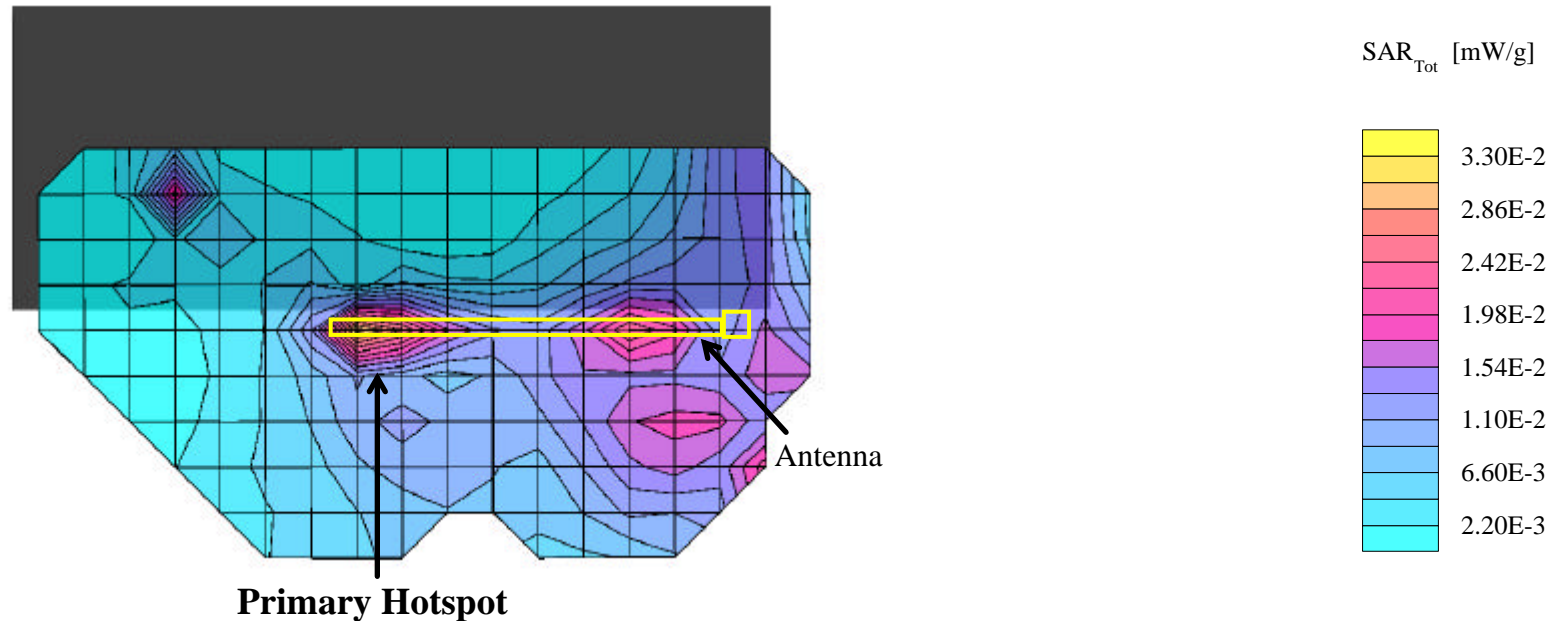 SAR_Tot [mW/g]
3.30E-2
2.86E-2
2.42E-2
1.98E-2
1.54E-2
1.10E-2
6.60E-3
2.20E-3
Antenna
Primary Hotspot